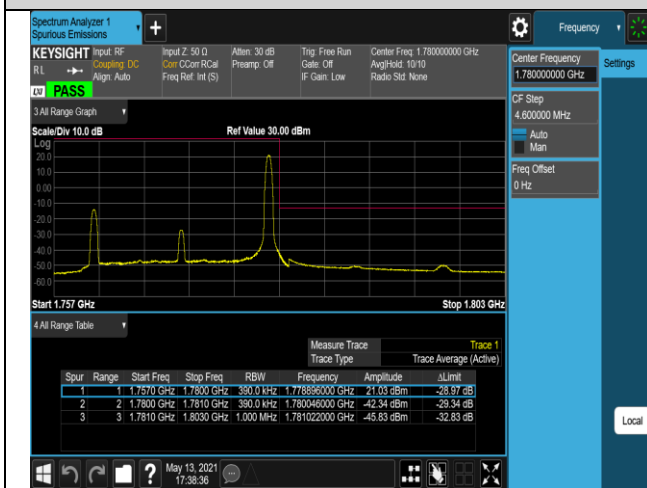 Spectrum Analyzer 1
Spurious Emissions
+
Frequency
KEYSIGHT
RL
LXI PASS
Input: RF
Coupling: DC
Align: Auto
Input Z: 50 Ω
Corr CCorr RCal
Freq Ref: Int (S)
Atten: 30 dB
Preamp: Off
Trig: Free Run
Gate: Off
IF Gain: Low
Center Freq: 1.780000000 GHz
Avg|Hold: 10/10
Radio Std: None
Center Frequency
1.780000000 GHz
Settings
CF Step
4.600000 MHz
Auto
Man
Freq Offset
0 Hz
3 All Range Graph
Scale/Div 10.0 dB
Ref Value 30.00 dBm
Log
20.0
10.0
0.00
-10.0
-20.0
-30.0
-40.0
-50.0
-60.0
Start 1.757 GHz
Stop 1.803 GHz
4 All Range Table
Measure Trace Trace 1
Trace Type Trace Average (Active)
Spur Range Start Freq Stop Freq RBW Frequency Amplitude ΔLimit
1 1 1.7570 GHz 1.7800 GHz 390.0 kHz 1.778896000 GHz 21.03 dBm -28.97 dB
2 2 1.7800 GHz 1.7810 GHz 390.0 kHz 1.780046000 GHz -42.34 dBm -29.34 dB
3 3 1.7810 GHz 1.8030 GHz 1.000 MHz 1.781022000 GHz -45.83 dBm -32.83 dB
Local
?
May 13, 2021
17:38:36